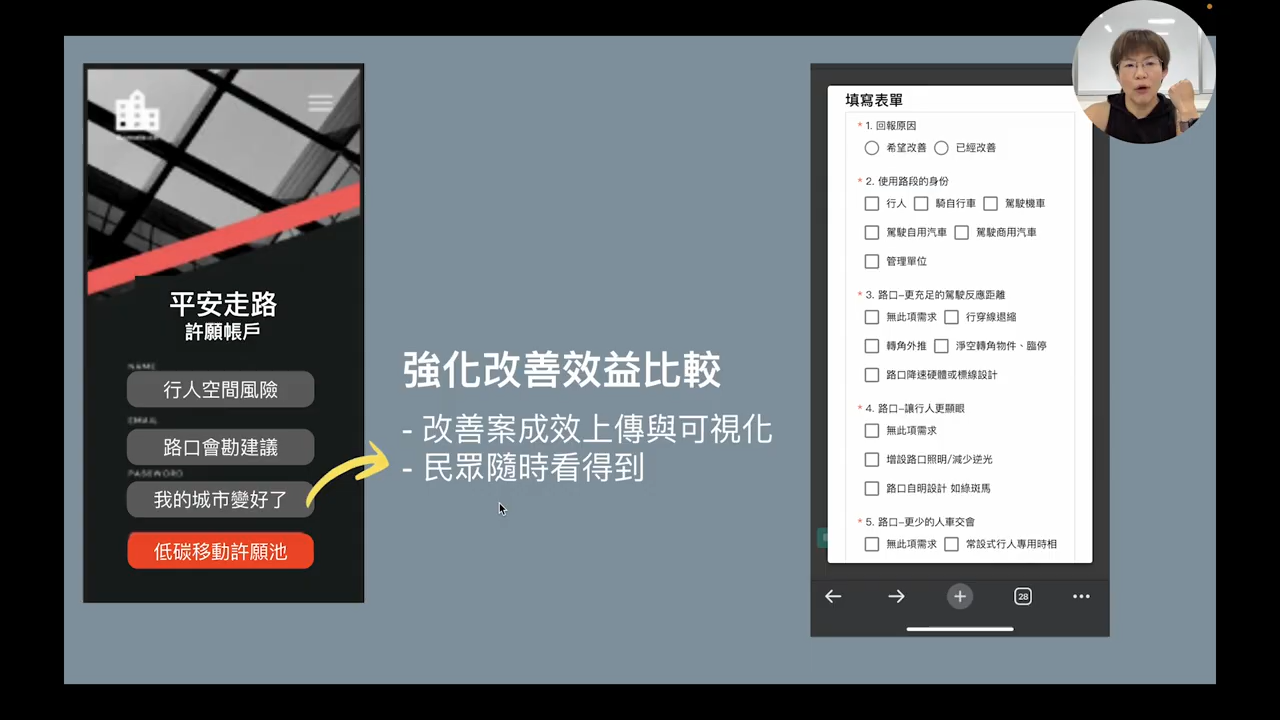 平安走路
許願帳戶
NAME
行人空間風險
EMAIL
路口會勘建議
PASSWORD
我的城市變好了
低碳移動許願池
強化改善效益比較
- 改善案成效上傳與可視化
- 民眾隨時看得到
填寫表單
* 1. 回報原因
希望改善 已經改善
* 2. 使用路段的身份
行人 騎自行車 駕駛機車
駕駛自用汽車 駕駛商用汽車
管理單位
* 3. 路口–更充足的駕駛反應距離
無此項需求 行穿線退縮
轉角外推 淨空轉角物件、臨停
路口降速硬體或標線設計
* 4. 路口–讓行人更顯眼
無此項需求
增設路口照明/減少逆光
路口自明設計 如綠斑馬
* 5. 路口–更少的人車交會
無此項需求 常設式行人專用時相
28